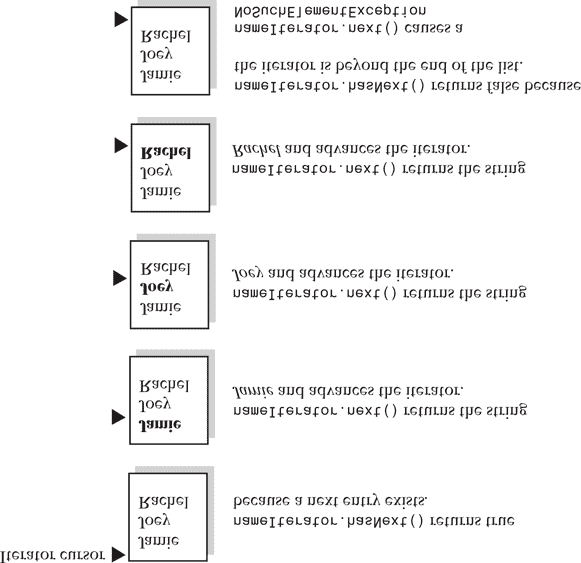 Iterator cursor
Jamie
Joey
Rachel
nameIterator.hasNext() returns true
because a next entry exists.
Jamie
Joey
Rachel
nameIterator.next() returns the string
Jamie and advances the iterator.
Jamie
Joey
Rachel
nameIterator.next() returns the string
Joey and advances the iterator.
Jamie
Joey
Rachel
nameIterator.next() returns the string
Rachel and advances the iterator.
Jamie
Joey
Rachel
nameIterator.hasNext() returns false because
the iterator is beyond the end of the list.
nameIterator.next() causes a
NoSuchElementException